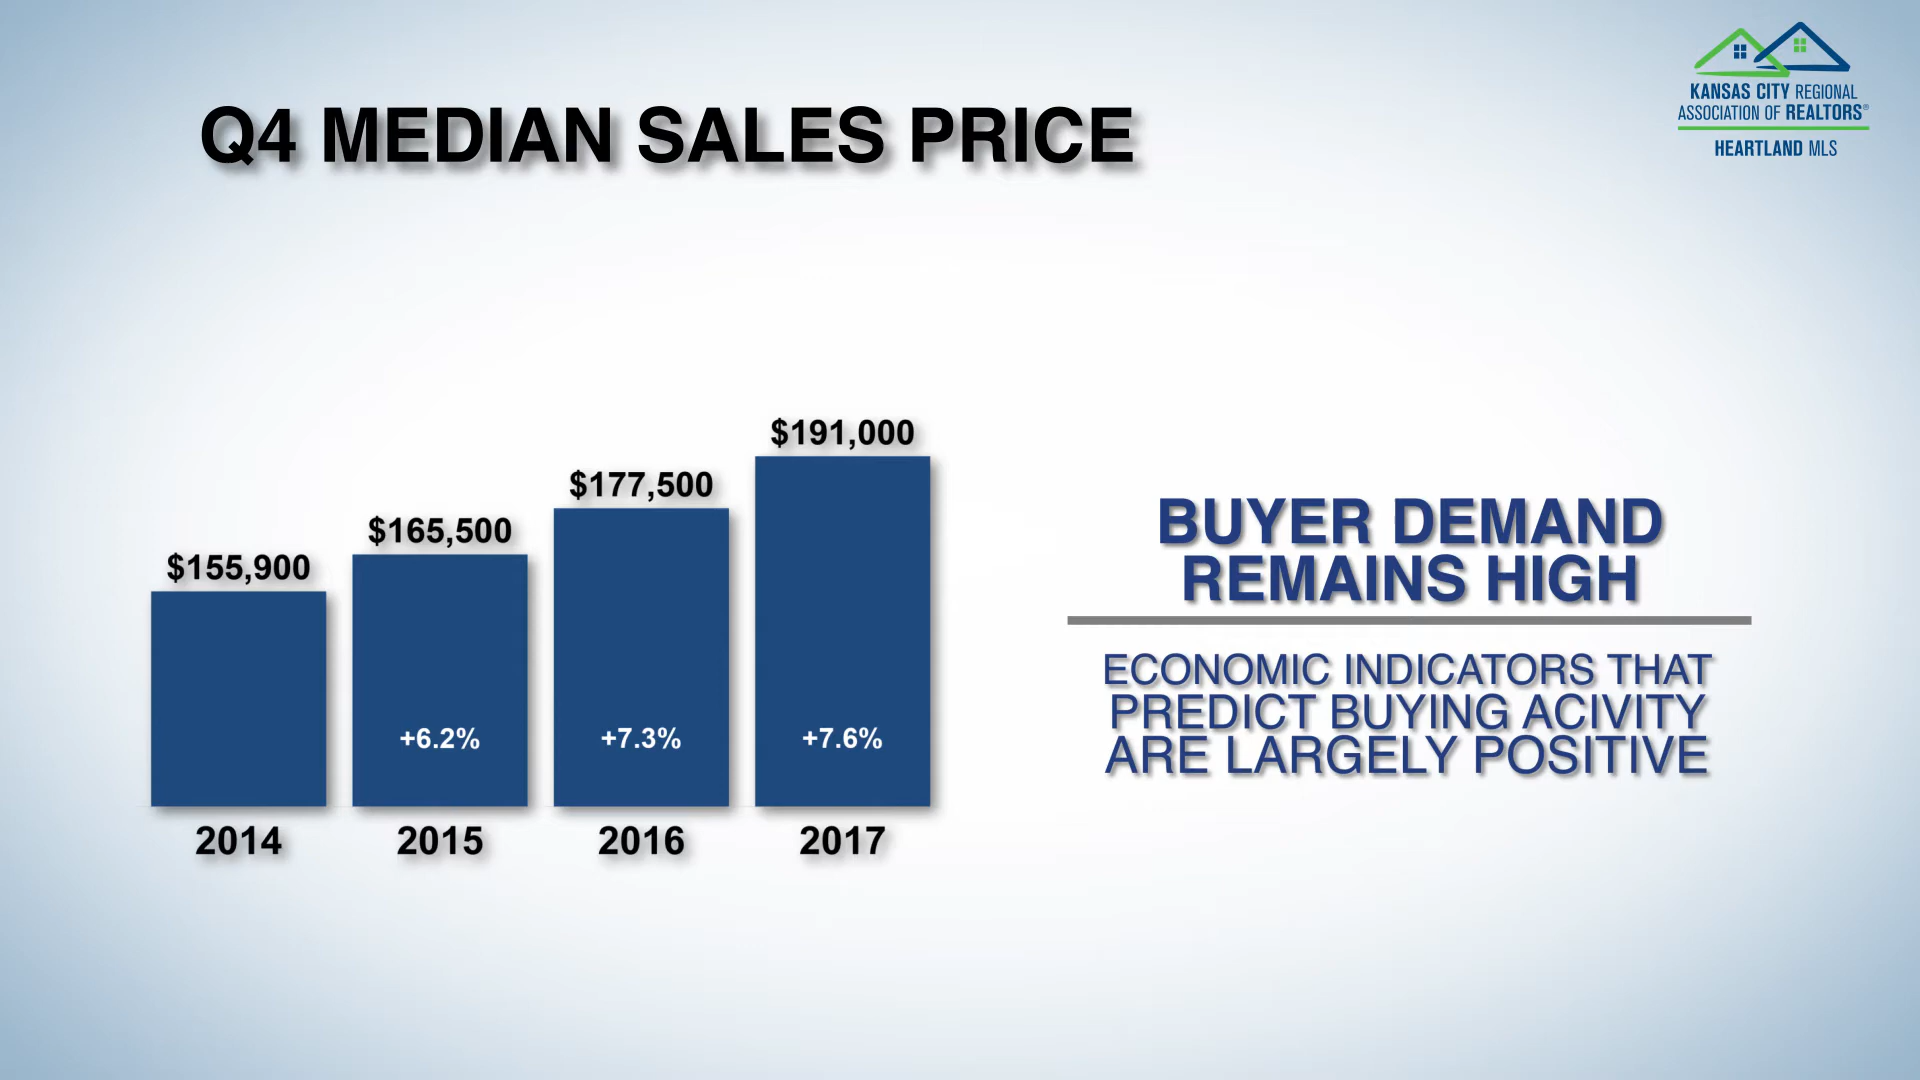 KANSAS CITY REGIONAL
ASSOCIATION OF REALTORS®
HEARTLAND MLS
Q4 MEDIAN SALES PRICE
$155,900
$165,500
$177,500
$191,000
+6.2%
+7.3%
+7.6%
2014
2015
2016
2017
BUYER DEMAND
REMAINS HIGH
ECONOMIC INDICATORS THAT
PREDICT BUYING ACIVITY
ARE LARGELY POSITIVE